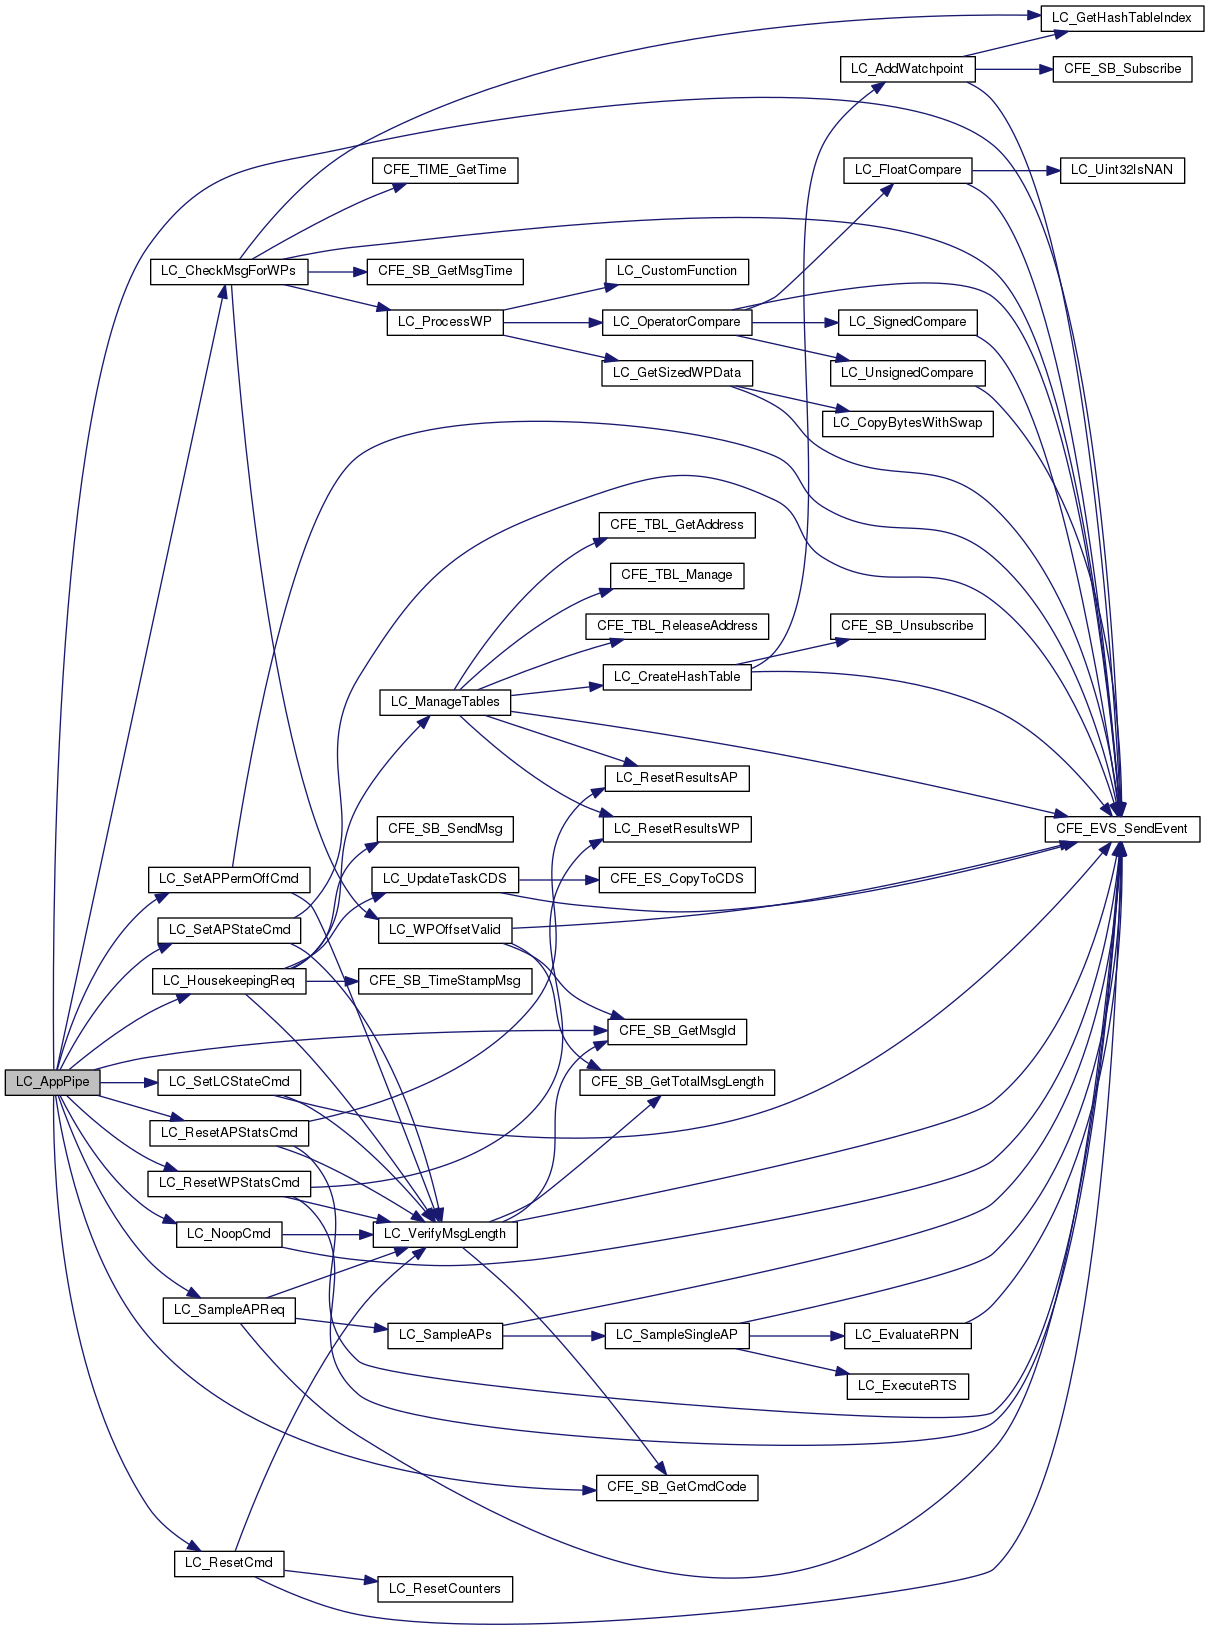 LC_GetHashTableIndex
LC_AddWatchpoint
CFE_SB_Subscribe
CFE_TIME_GetTime
LC_FloatCompare
LC_Uint32IsNAN
LC_CheckMsgForWPs
CFE_SB_GetMsgTime
LC_CustomFunction
LC_ProcessWP
LC_OperatorCompare
LC_SignedCompare
LC_GetSizedWPData
LC_UnsignedCompare
LC_CopyBytesWithSwap
CFE_TBL_GetAddress
CFE_TBL_Manage
CFE_TBL_ReleaseAddress
CFE_SB_Unsubscribe
LC_CreateHashTable
LC_ManageTables
LC_ResetResultsAP
CFE_SB_SendMsg
LC_ResetResultsWP
CFE_EVS_SendEvent
LC_SetAPPermOffCmd
LC_UpdateTaskCDS
CFE_ES_CopyToCDS
LC_SetAPStateCmd
LC_WPOffsetValid
LC_HousekeepingReq
CFE_SB_TimeStampMsg
CFE_SB_GetMsgId
LC_AppPipe
LC_SetLCStateCmd
CFE_SB_GetTotalMsgLength
LC_ResetAPStatsCmd
LC_ResetWPStatsCmd
LC_NoopCmd
LC_VerifyMsgLength
LC_SampleAPReq
LC_SampleAPs
LC_SampleSingleAP
LC_EvaluateRPN
LC_ExecuteRTS
CFE_SB_GetCmdCode
LC_ResetCmd
LC_ResetCounters